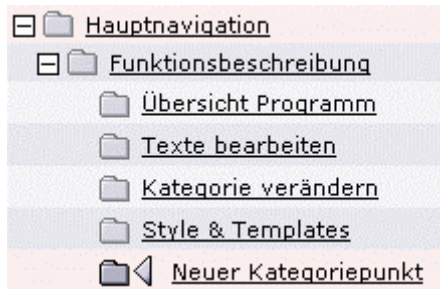 Hauptnavigation
Funktionsbeschreibung
Übersicht Programm
Texte bearbeiten
Kategorie verändern
Style & Templates
Neuer Kategoriepunkt